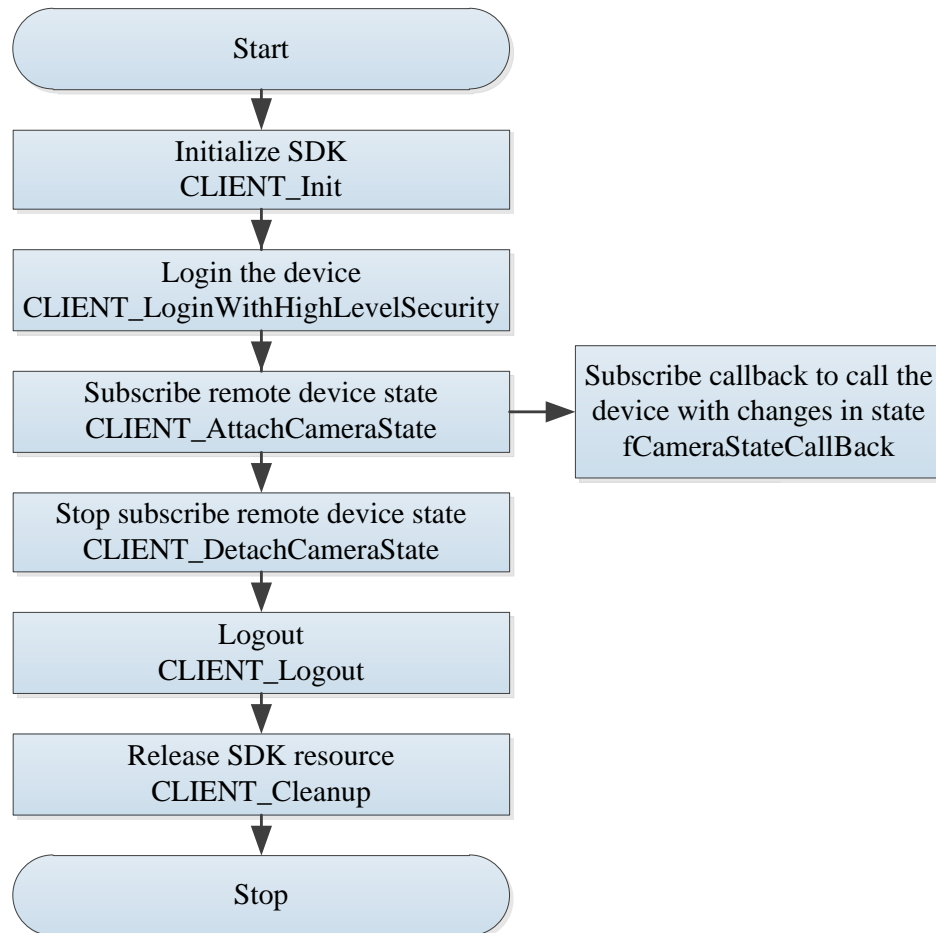 Start
Initialize SDK
CLIENT_Init
Login the device
CLIENT_LoginWithHighLevelSecurity
Subscribe remote device state
CLIENT_AttachCameraState
Subscribe callback to call the
device with changes in state
fCameraStateCallBack
Stop subscribe remote device state
CLIENT_DetachCameraState
Logout
CLIENT_Logout
Release SDK resource
CLIENT_Cleanup
Stop